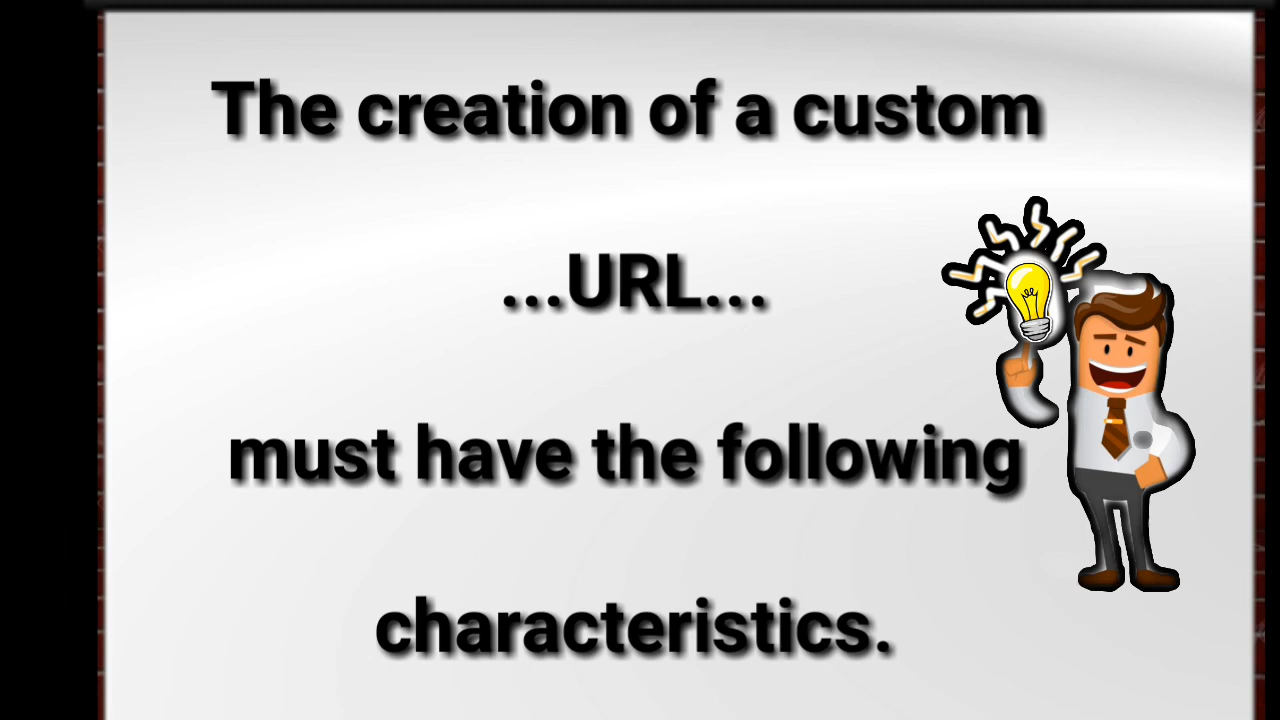 The creation of a custom
...URL...
must have the following
characteristics.